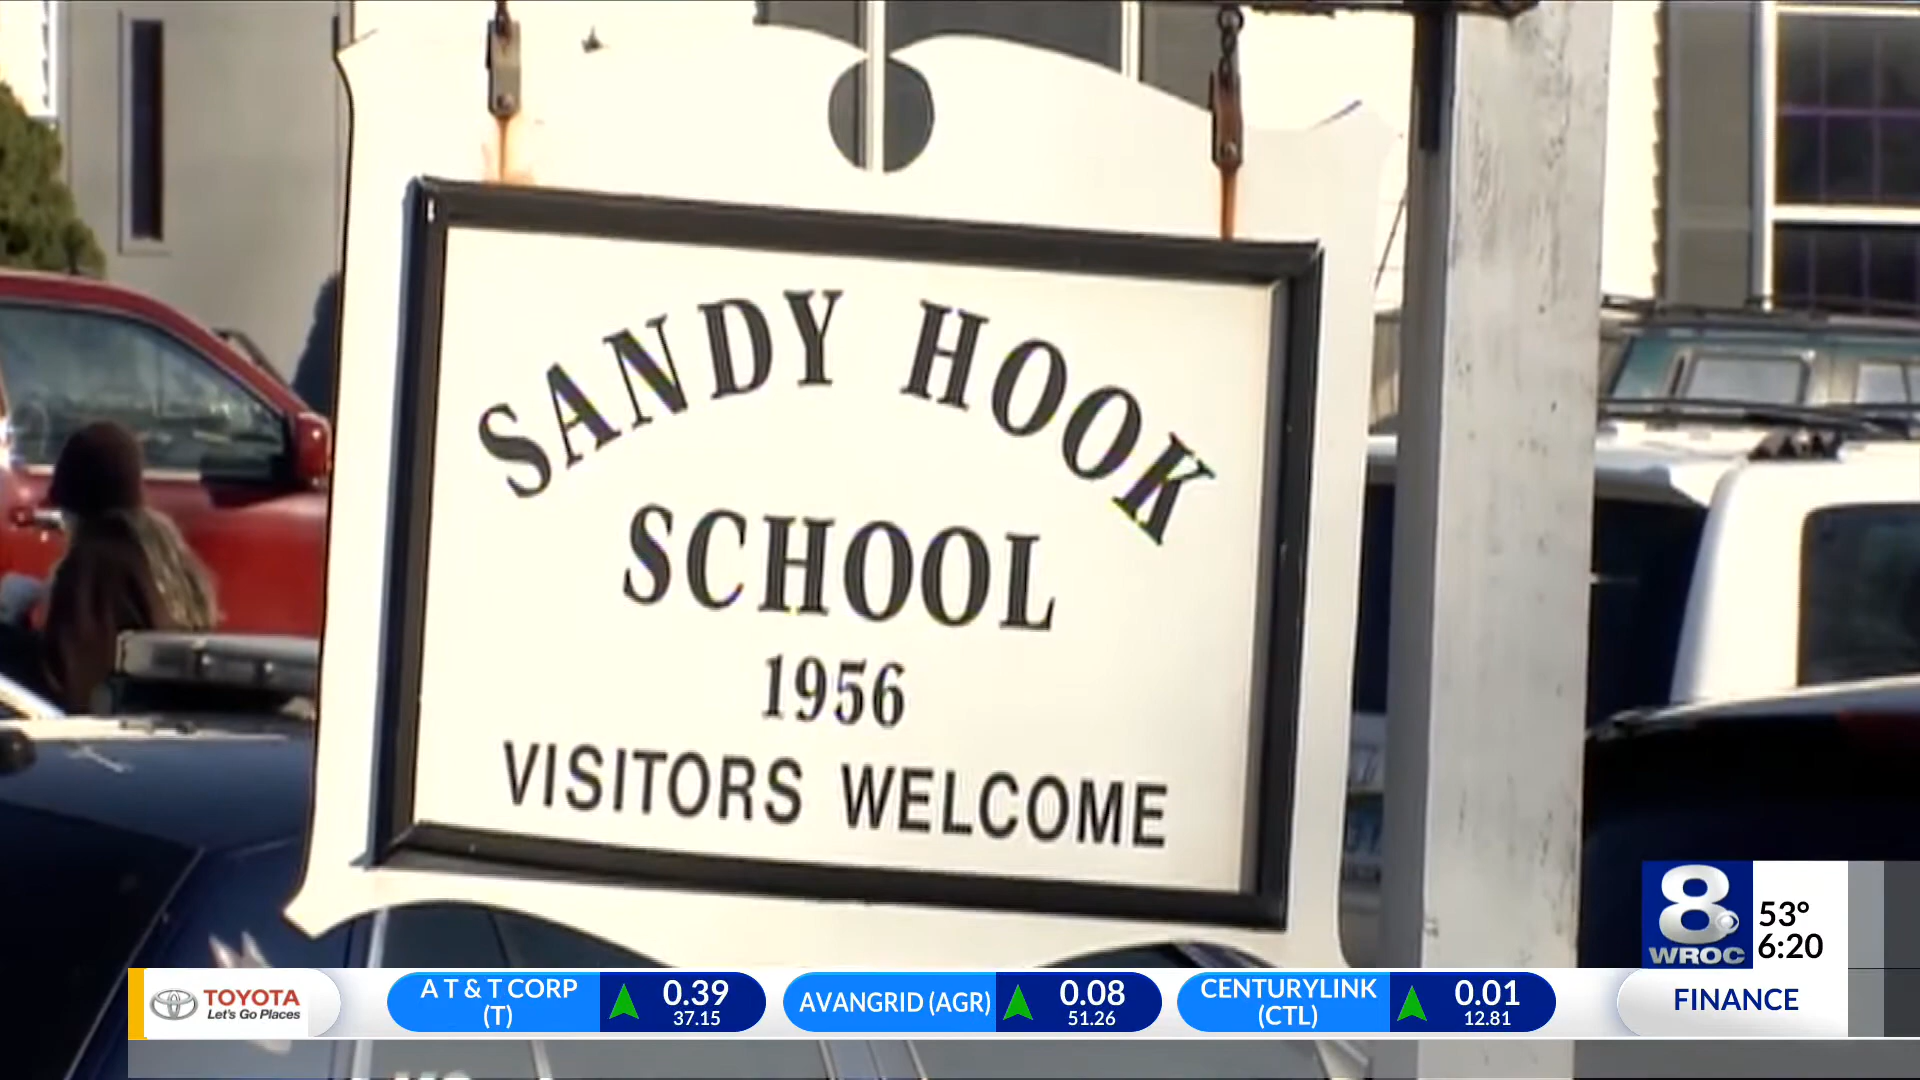 SANDY HOOK
SCHOOL
1956
VISITORS WELCOME
8
WROC
53°
6:20
TOYOTA
Let's Go Places
A T & T CORP
(T)
0.39
37.15
AVANGRID (AGR)
0.08
51.26
CENTURYLINK
(CTL)
0.01
12.81
FINANCE